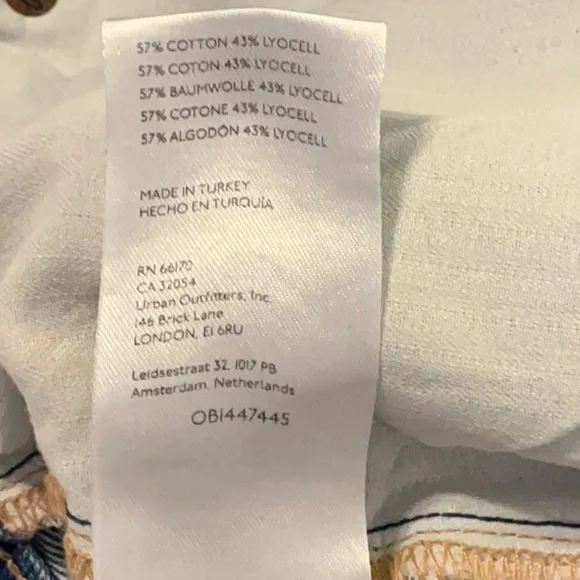 57% COTTON 43% LYOCELL
57% COTON 43% LYOCELL
57% BAUMWOLLE 43% LYOCELL
57% COTONE 43% LYOCELL
57% ALGODÓN 43% LYOCELL
MADE IN TURKEY
HECHO EN TURQUÍA
RN 66170
CA 32054
Urban Outfitters, Inc.
146 Brick Lane
LONDON, E1 6RU
Leidsestraat 32, 1017 PB
Amsterdam, Netherlands
OB1447445